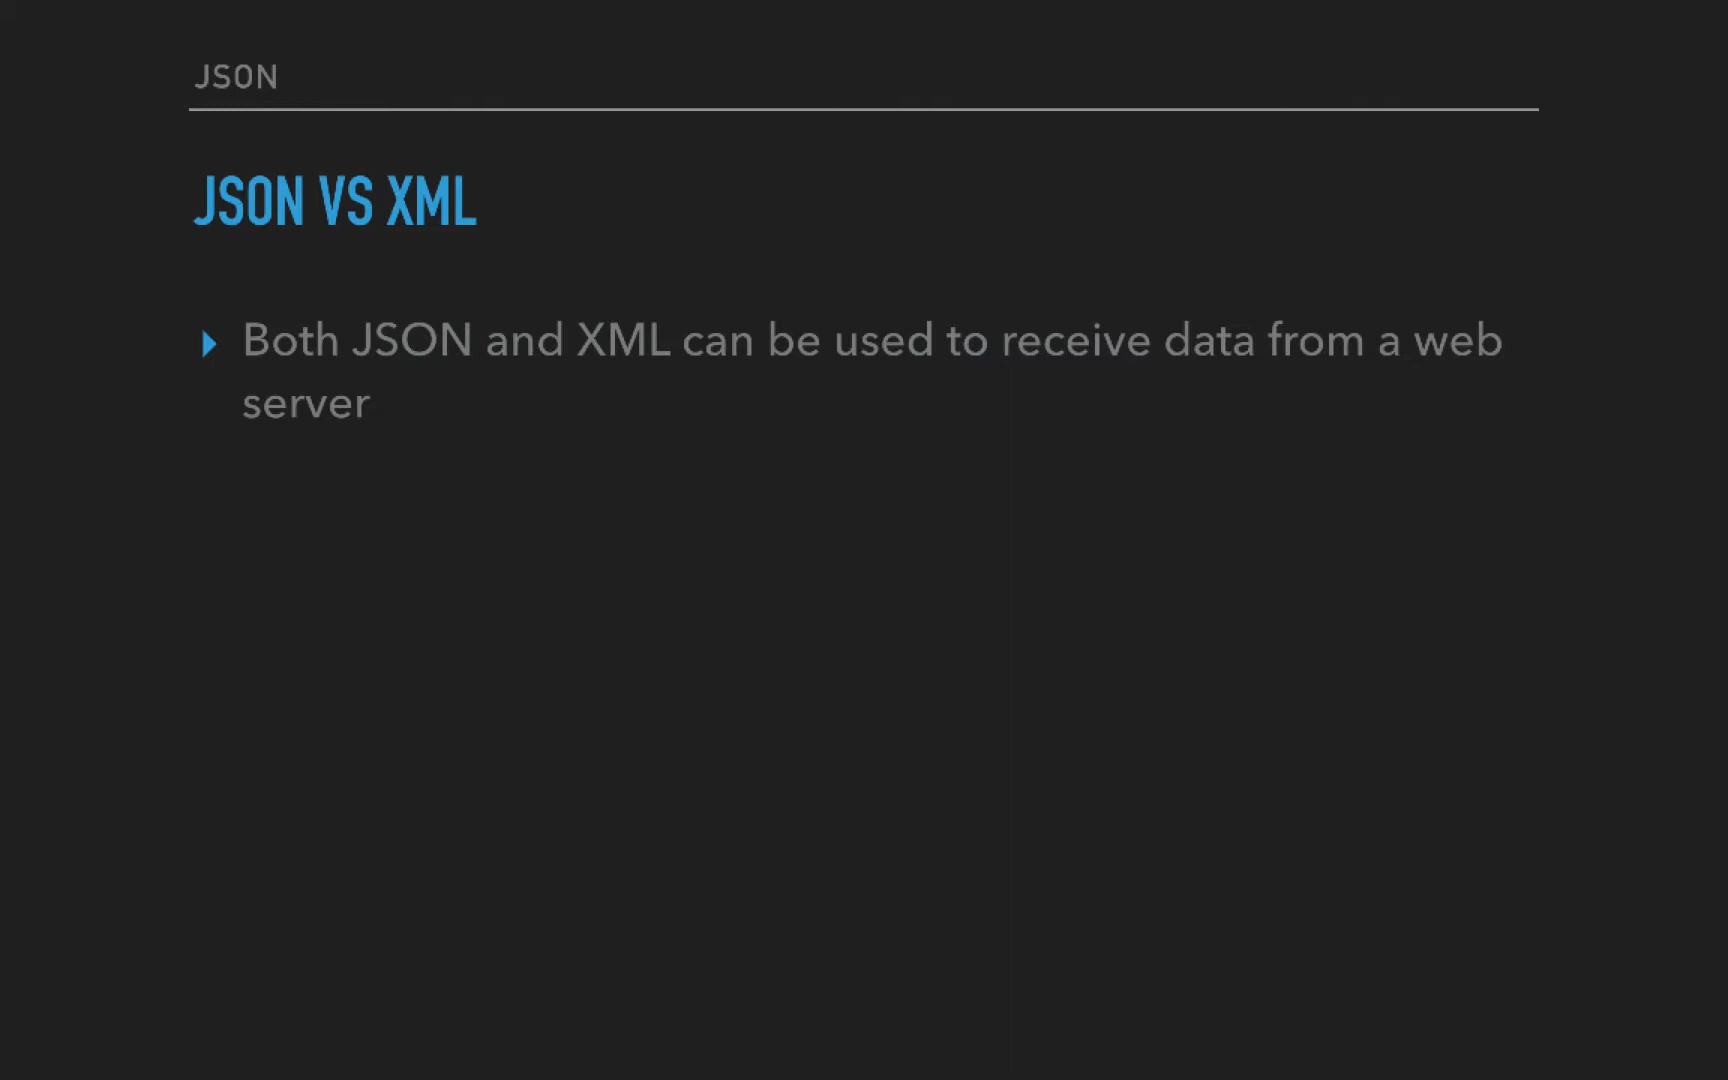 JSON
JSON VS XML
Both JSON and XML can be used to receive data from a web
server